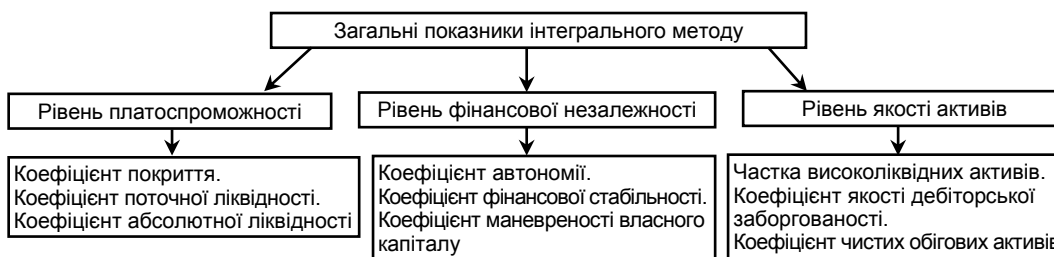 Загальні показники інтегрального методу
Рівень платоспроможності
Рівень фінансової незалежності
Рівень якості активів
Коефіцієнт покриття.
Коефіцієнт поточної ліквідності.
Коефіцієнт абсолютної ліквідності
Коефіцієнт автономії.
Коефіцієнт фінансової стабільності.
Коефіцієнт маневреності власного
капіталу
Частка високоліквідних активів.
Коефіцієнт якості дебіторської
заборгованості.
Коефіцієнт чистих обігових активів